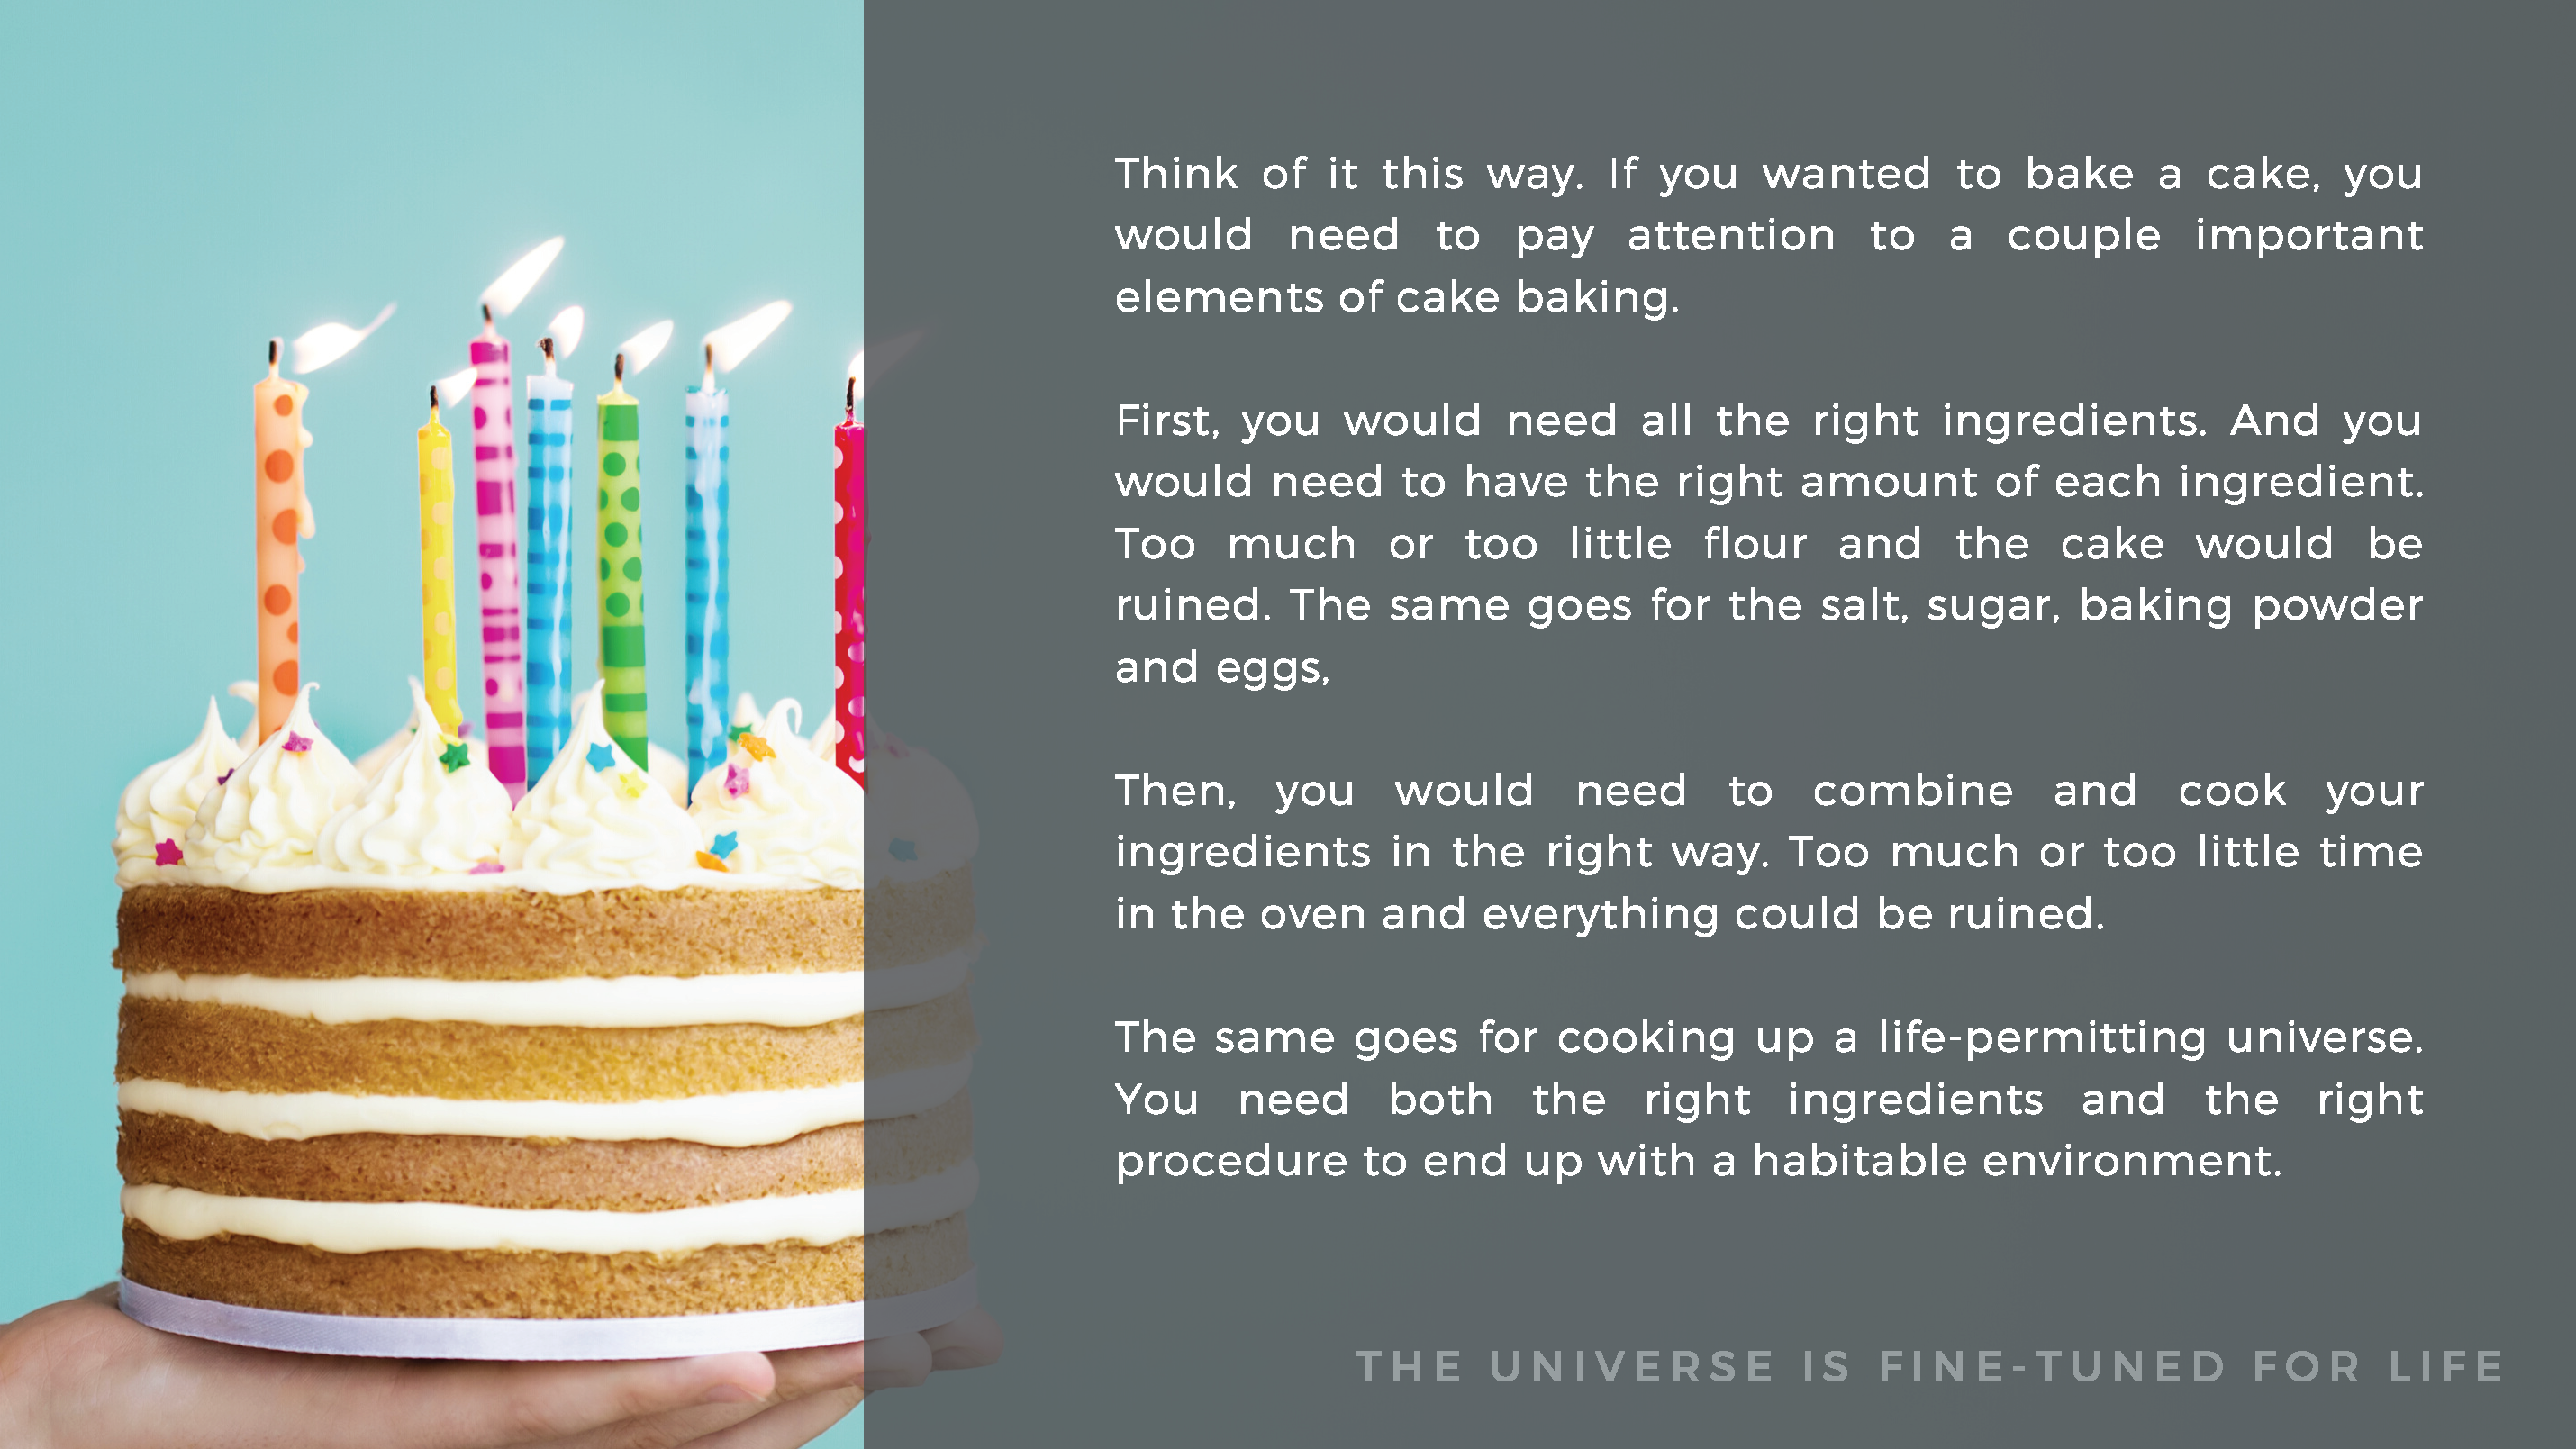 Think of it this way. If you wanted to bake a cake, you
would need to pay attention to a couple important
elements of cake baking.
First, you would need all the right ingredients. And you
would need to have the right amount of each ingredient.
Too much or too little flour and the cake would be
ruined. The same goes for the salt, sugar, baking powder
and eggs,
Then, you would need to combine and cook your
ingredients in the right way. Too much or too little time
in the oven and everything could be ruined.
The same goes for cooking up a life-permitting universe.
You need both the right ingredients and the right
procedure to end up with a habitable environment.
THE UNIVERSE IS FINE-TUNED FOR LIFE